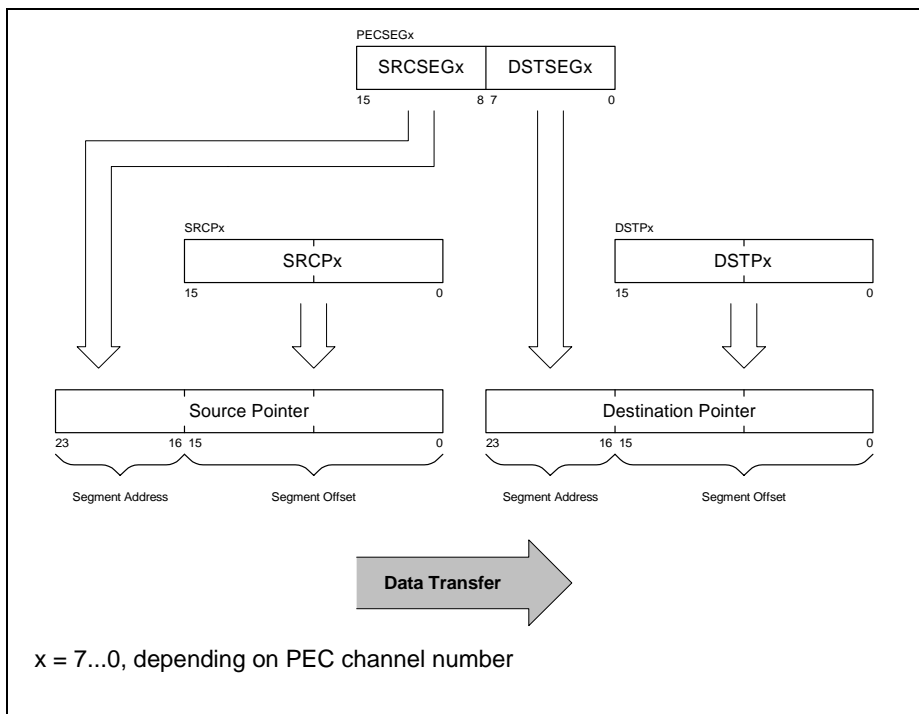 PECSEGx
SRCSEGx DSTSEGx
15 8 7 0
SRCPx DSTPx
SRCPx DSTPx
15 0 15 0
Source Pointer Destination Pointer
23 16 15 0 23 16 15 0
Segment Address Segment Offset Segment Address Segment Offset
Data Transfer
x = 7...0, depending on PEC channel number